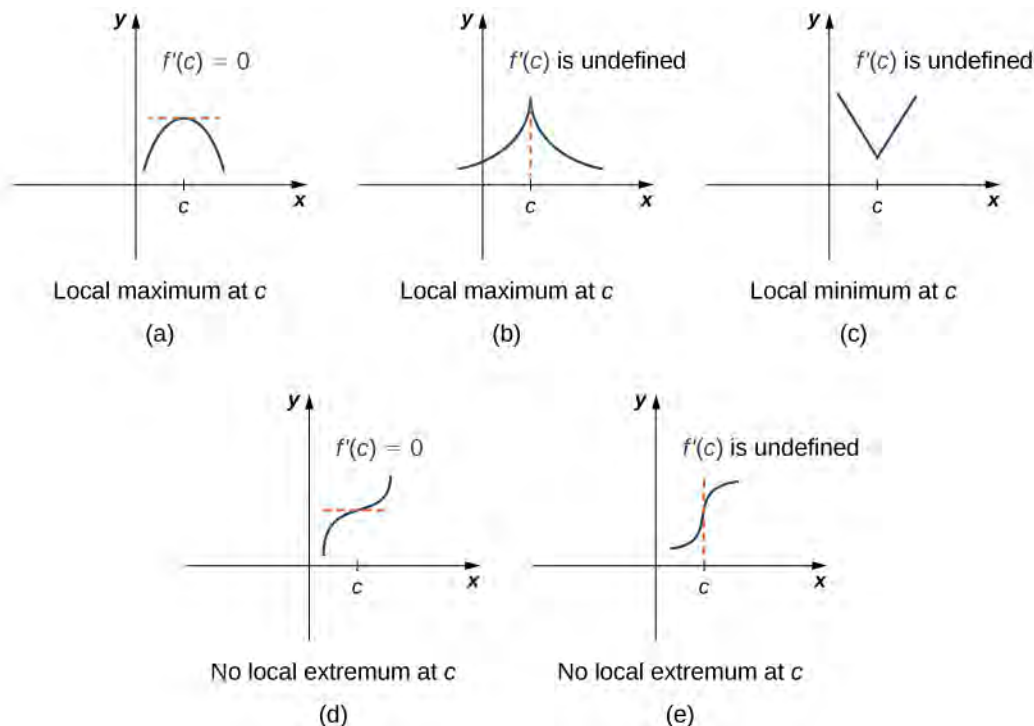 y
f′(c) = 0
c
x
Local maximum at c
(a)
y
f′(c) is undefined
c
x
Local maximum at c
(b)
y
f′(c) is undefined
c
x
Local minimum at c
(c)
y
f′(c) = 0
c
x
No local extremum at c
(d)
y
f′(c) is undefined
c
x
No local extremum at c
(e)